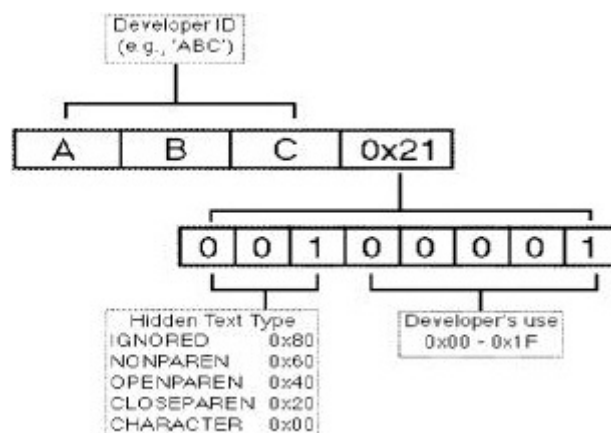 Developer ID
(e.g., 'ABC')
A B C 0x21
0 0 1 0 0 0 0 1
Hidden Text Type
IGNORED 0x80
NONPAREN 0x60
OPENPAREN 0x40
CLOSEPAREN 0x20
CHARACTER 0x00
Developer's use
0x00 - 0x1F